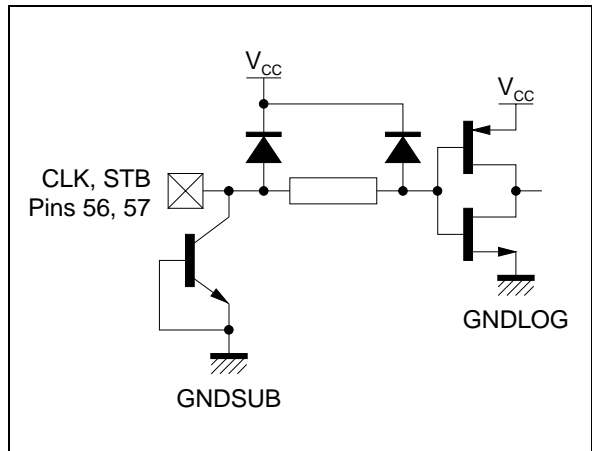 V_CC
V_CC
CLK, STB
Pins 56, 57
GNDLOG
GNDSUB